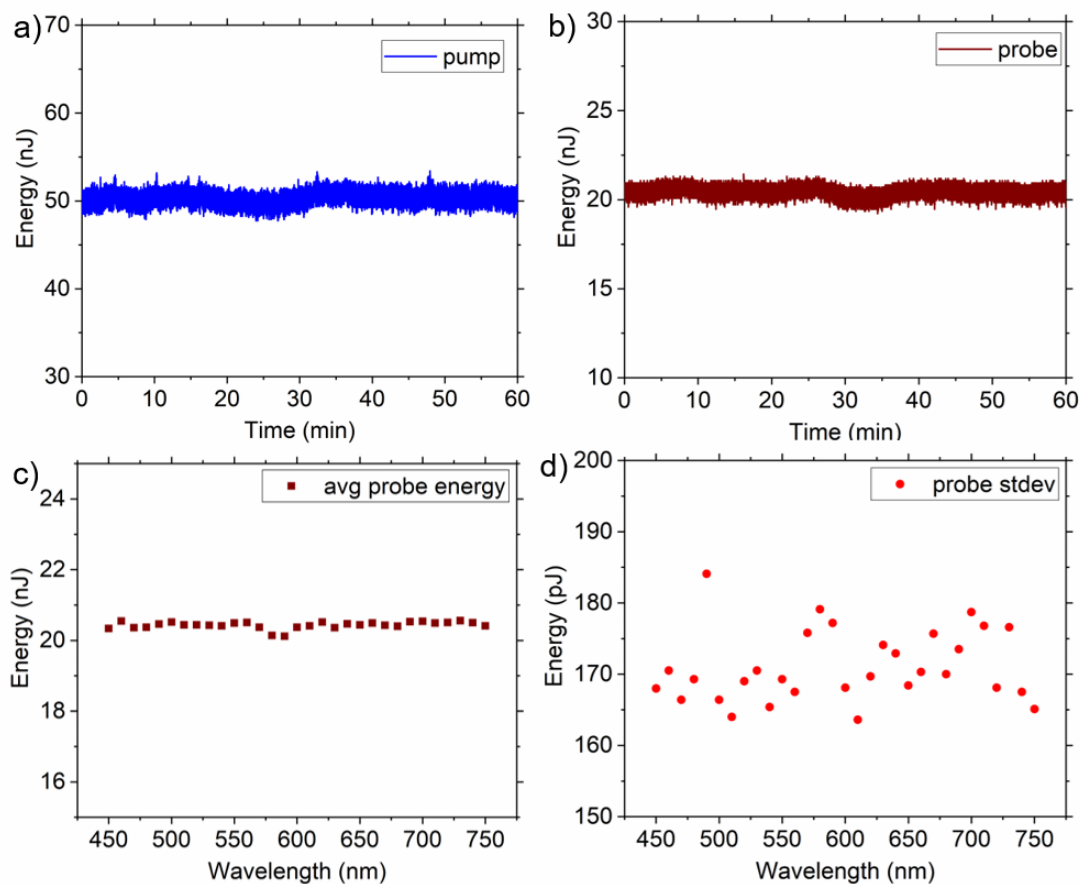 a)
pump
70
60
50
40
30
Energy (nJ)
0 10 20 30 40 50 60
Time (min)
b)
probe
30
25
20
15
10
Energy (nJ)
0 10 20 30 40 50 60
Time (min)
c)
avg probe energy
24
22
20
18
16
Energy (nJ)
450 500 550 600 650 700 750
Wavelength (nm)
d)
probe stdev
200
190
180
170
160
150
Energy (pJ)
450 500 550 600 650 700 750
Wavelength (nm)